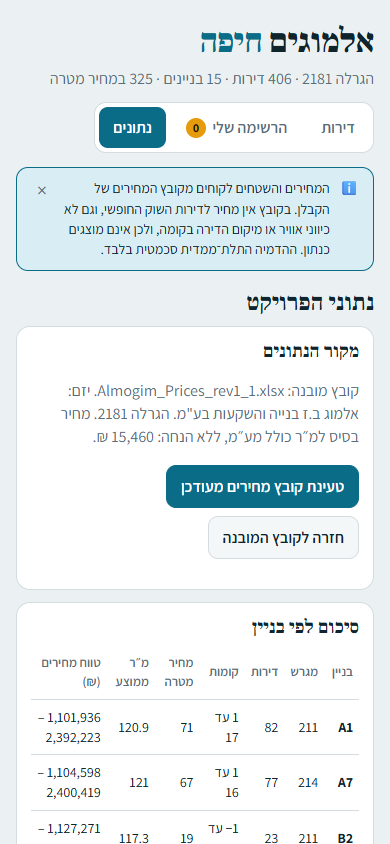 אלמוגים חיפה
הגרלה 2181 · 406 דירות · 15 בניינים · 325 במחיר מטרה
דירות
הרשימה שלי 0
נתונים
המחירים והשטחים לקוחים מקובץ המחירים של
הקבלן. בקובץ אין מחיר לדירות השוק החופשי, וגם לא
כיווני אוויר או מיקום הדירה בקומה, ולכן אינם מוצגים
כנתון. ההדמיה התלת־ממדית סכמטית בלבד.
×
נתוני הפרויקט
מקור הנתונים
קובץ מובנה: Almogim_Prices_rev1_1.xlsx. יזם:
אלמוג ב.ז בנייה והשקעות בע"מ. הגרלה 2181. מחיר
בסיס למ״ר כולל מע״מ, ללא הנחה: 15,460 ₪.
טעינת קובץ מחירים מעודכן
חזרה לקובץ המובנה
סיכום לפי בניין
בניין מגרש דירות קומות מחיר מטרה מ״ר ממוצע טווח מחירים (₪)
A1 211 82 1 עד 17 71 120.9 1,101,936 – 2,392,223
A7 214 77 1 עד 16 67 121 1,104,598 – 2,400,419
B2 211 23 1− עד 19 117.3 1,127,271 –